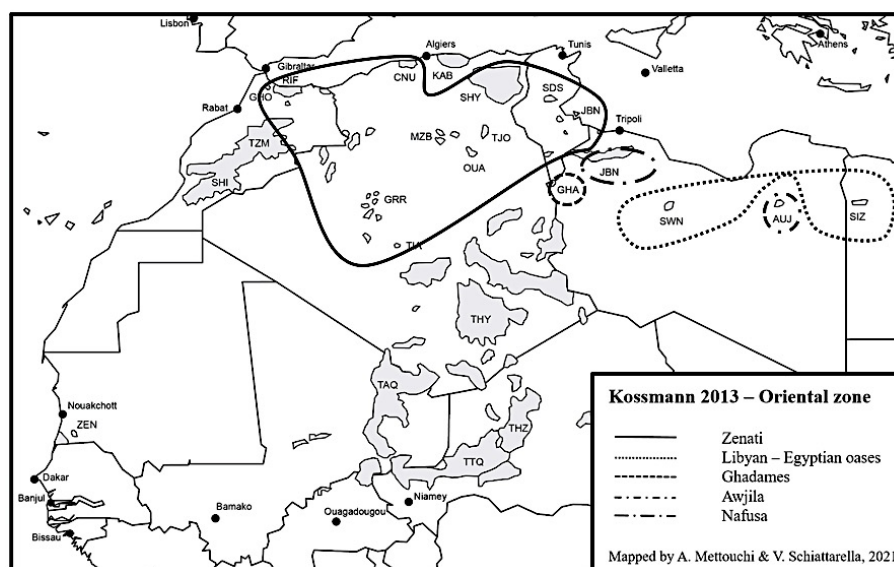 Lisbon
Algiers
Tunis
Athens
Gibraltar
RIF
CNU
KAB
Valletta
GHO
SHY
SDS
Rabat
JBN
MZB
TJO
Tripoli
TZM
OUA
JBN
SHI
GHA
GRR
SWN
AUJ
SIZ
THY
TAQ
Nouakchott
ZEN
THZ
TTQ
Dakar
Banjul
Bamako
Ouagadougou
Niamey
Bissau
Kossmann 2013 – Oriental zone
Zenati
Libyan – Egyptian oases
Ghadames
Awjila
Nafusa
Mapped by A. Mettouchi & V. Schiattarella, 2021